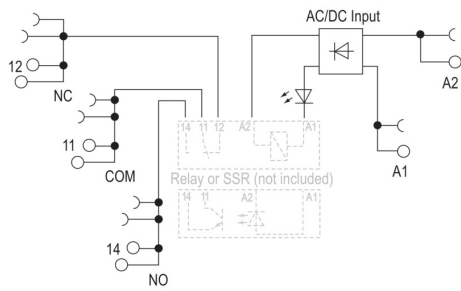 AC/DC Input
12
NC
A2
11
COM
A1
14 11 12 A2 A1
Relay or SSR (not included)
14 11 A2 A1
14
NO